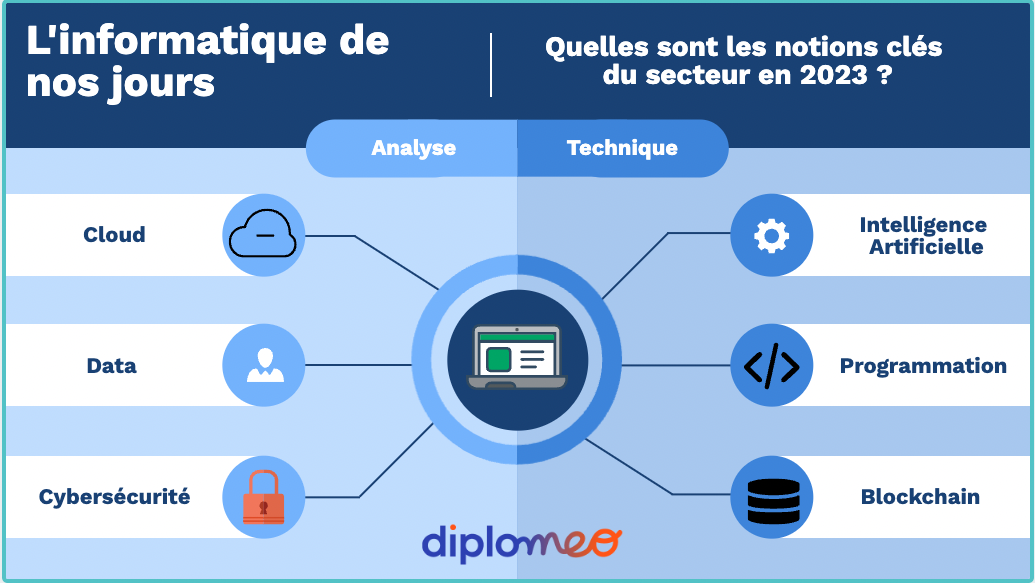 L'informatique de
nos jours
Quelles sont les notions clés
du secteur en 2023 ?
Analyse
Technique
Cloud
Data
Cybersécurité
Intelligence
Artificielle
Programmation
Blockchain
diplomeo